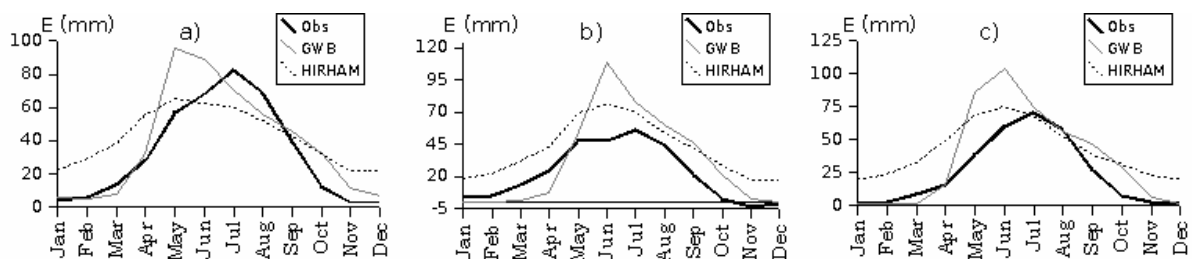 E (mm)
a)
Obs
GWB
HIRHAM
100
80
60
40
20
0
Jan Feb Mar Apr May Jun Jul Aug Sep Oct Nov Dec
E (mm)
b)
Obs
GWB
HIRHAM
120
95
70
45
20
-5
Jan Feb Mar Apr May Jun Jul Aug Sep Oct Nov Dec
E (mm)
c)
Obs
GWB
HIRHAM
125
100
75
50
25
0
Jan Feb Mar Apr May Jun Jul Aug Sep Oct Nov Dec